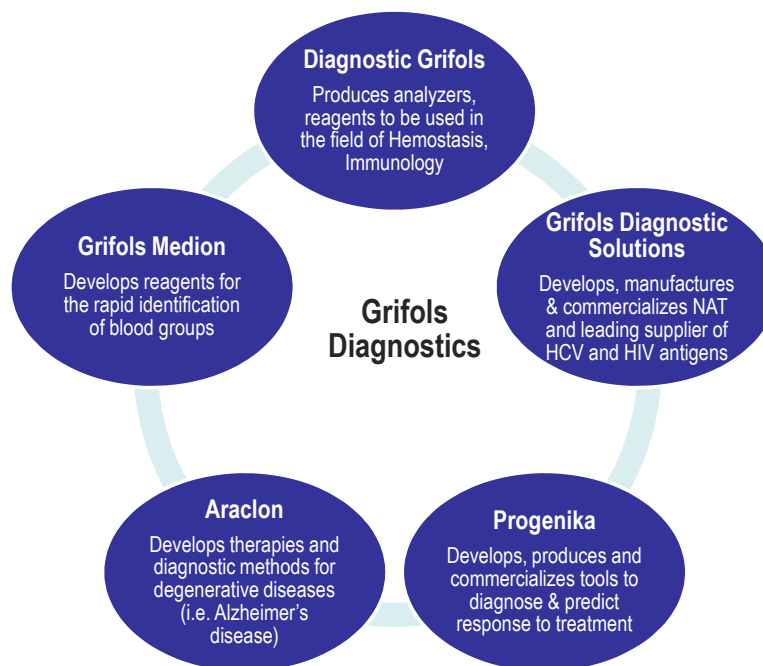 Diagnostic Grifols
Produces analyzers,
reagents to be used in
the field of Hemostasis,
Immunology
Grifols Diagnostic
Solutions
Develops, manufactures
& commercializes NAT
and leading supplier of
HCV and HIV antigens
Progenika
Develops, produces and
commercializes tools to
diagnose & predict
response to treatment
Araclon
Develops therapies and
diagnostic methods for
degenerative diseases
(i.e. Alzheimer’s
disease)
Grifols Medion
Develops reagents for
the rapid identification
of blood groups
Grifols
Diagnostics